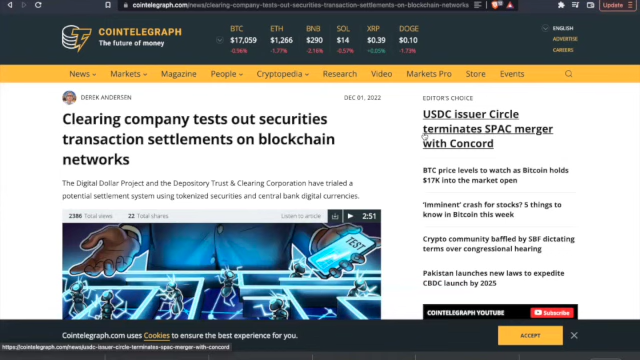 cointelegraph.com/news/clearing-company-tests-out-securities-transaction-settlements-on-blockchain-networks
Update
COINTELEGRAPH
The future of money
BTC ETH BNB SOL XRP DOGE
$17,059 $1,266 $290 $14 $0.39 $0.10
-0.56% -1.77% -2.16% -0.57% +0.05% -1.73%
ENGLISH
ADVERTISE
CAREERS
News Markets Magazine People Cryptopedia Research Video Markets Pro Store Events
DEREK ANDERSEN
DEC 01, 2022
Clearing company tests out securities
transaction settlements on blockchain
networks
The Digital Dollar Project and the Depository Trust & Clearing Corporation have trialed a
potential settlement system using tokenized securities and central bank digital currencies.
2386 Total views 22 Total shares Listen to article 2:51
TEST
EDITOR'S CHOICE
USDC issuer Circle
terminates SPAC merger
with Concord
BTC price levels to watch as Bitcoin holds
$17K into the market open
‘Imminent’ crash for stocks? 5 things to
know in Bitcoin this week
Crypto community baffled by SBF dictating
terms over congressional hearing
Pakistan launches new laws to expedite
CBDC launch by 2025
COINTELEGRAPH YOUTUBE Subscribe
Cointelegraph.com uses Cookies to ensure the best experience for you.
ACCEPT
https://cointelegraph.com/news/usdc-issuer-circle-terminates-spac-merger-with-concord